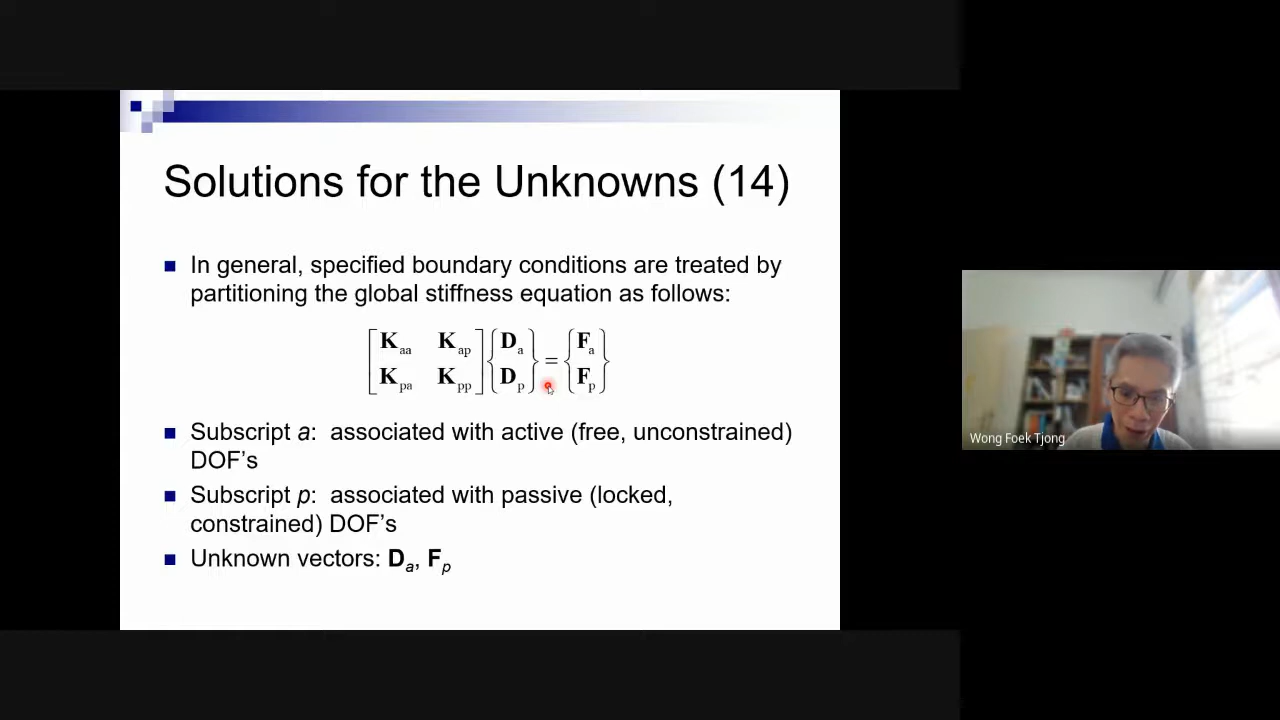 Solutions for the Unknowns (14)
In general, specified boundary conditions are treated by
partitioning the global stiffness equation as follows:
[K_aa K_ap] {D_a} = {F_a}
[K_pa K_pp] {D_p} {F_p}
Subscript a: associated with active (free, unconstrained)
DOF's
Subscript p: associated with passive (locked,
constrained) DOF's
Unknown vectors: D_a, F_p
Wong Foek Tjong